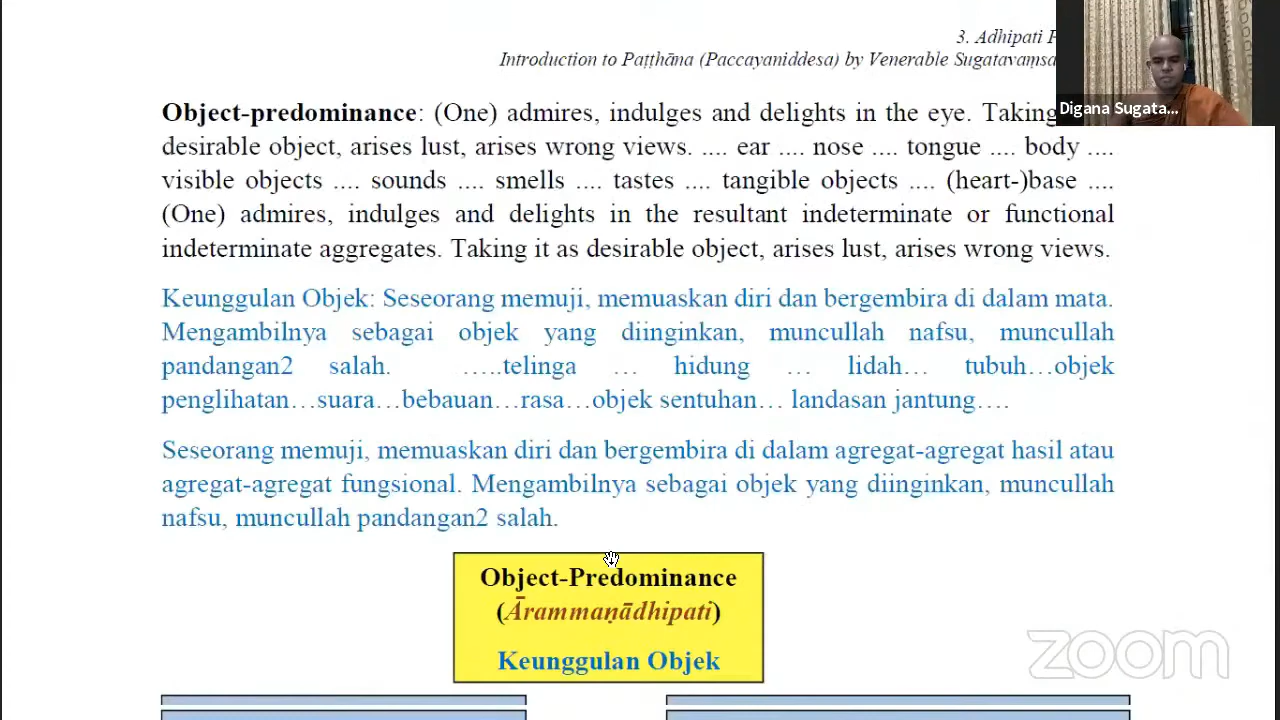 3. Adhipati P
Introduction to Paṭṭhāna (Paccayaniddesa) by Venerable Sugatavaṃsa
Digana Sugata...
Object-predominance: (One) admires, indulges and delights in the eye. Taking
desirable object, arises lust, arises wrong views. .... ear .... nose .... tongue .... body ....
visible objects .... sounds .... smells .... tastes .... tangible objects .... (heart-)base ....
(One) admires, indulges and delights in the resultant indeterminate or functional
indeterminate aggregates. Taking it as desirable object, arises lust, arises wrong views.
Keunggulan Objek: Seseorang memuji, memuaskan diri dan bergembira di dalam mata.
Mengambilnya sebagai objek yang diinginkan, muncullah nafsu, muncullah
pandangan2 salah. …..telinga … hidung … lidah… tubuh…objek
penglihatan…suara…bebauan…rasa…objek sentuhan… landasan jantung….
Seseorang memuji, memuaskan diri dan bergembira di dalam agregat-agregat hasil atau
agregat-agregat fungsional. Mengambilnya sebagai objek yang diinginkan, muncullah
nafsu, muncullah pandangan2 salah.
Object-Predominance
(Ārammaṇādhipati)
Keunggulan Objek
zoom